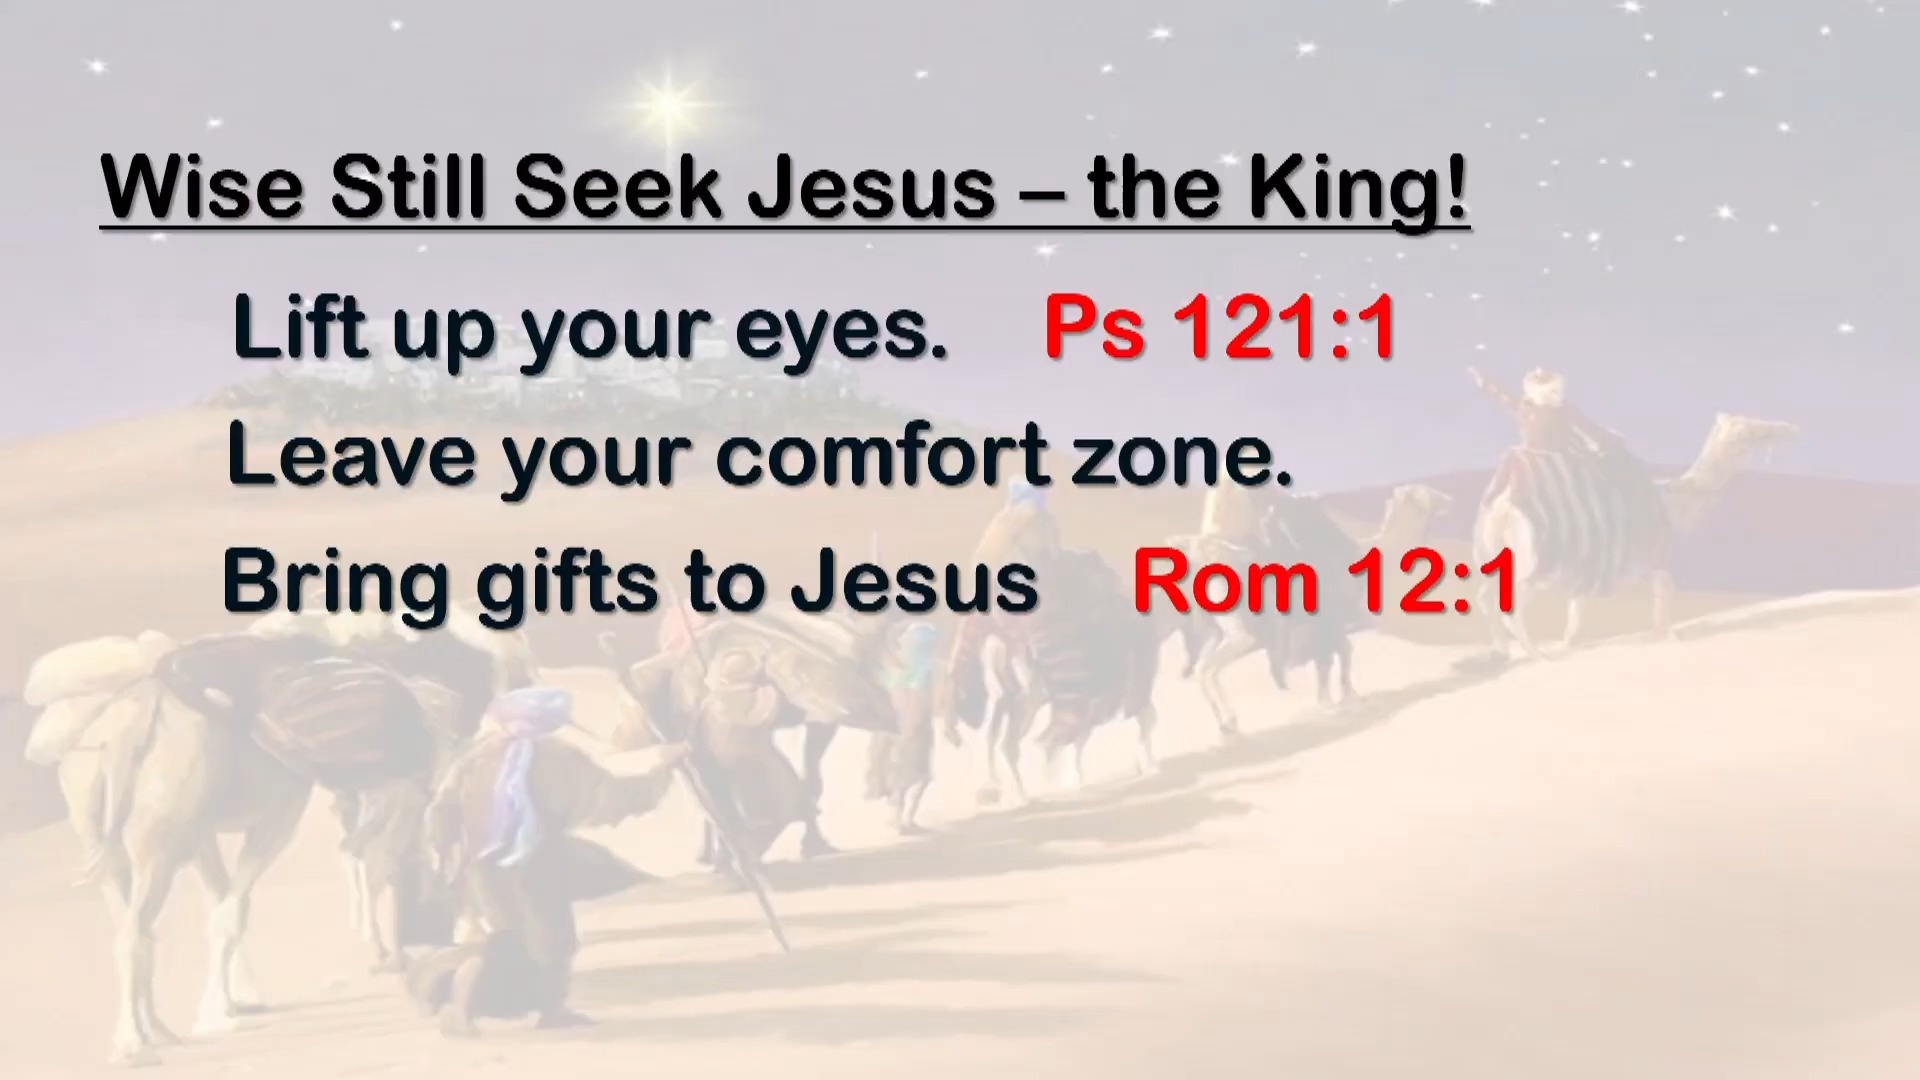 Wise Still Seek Jesus – the King!
Lift up your eyes. Ps 121:1
Leave your comfort zone.
Bring gifts to Jesus Rom 12:1